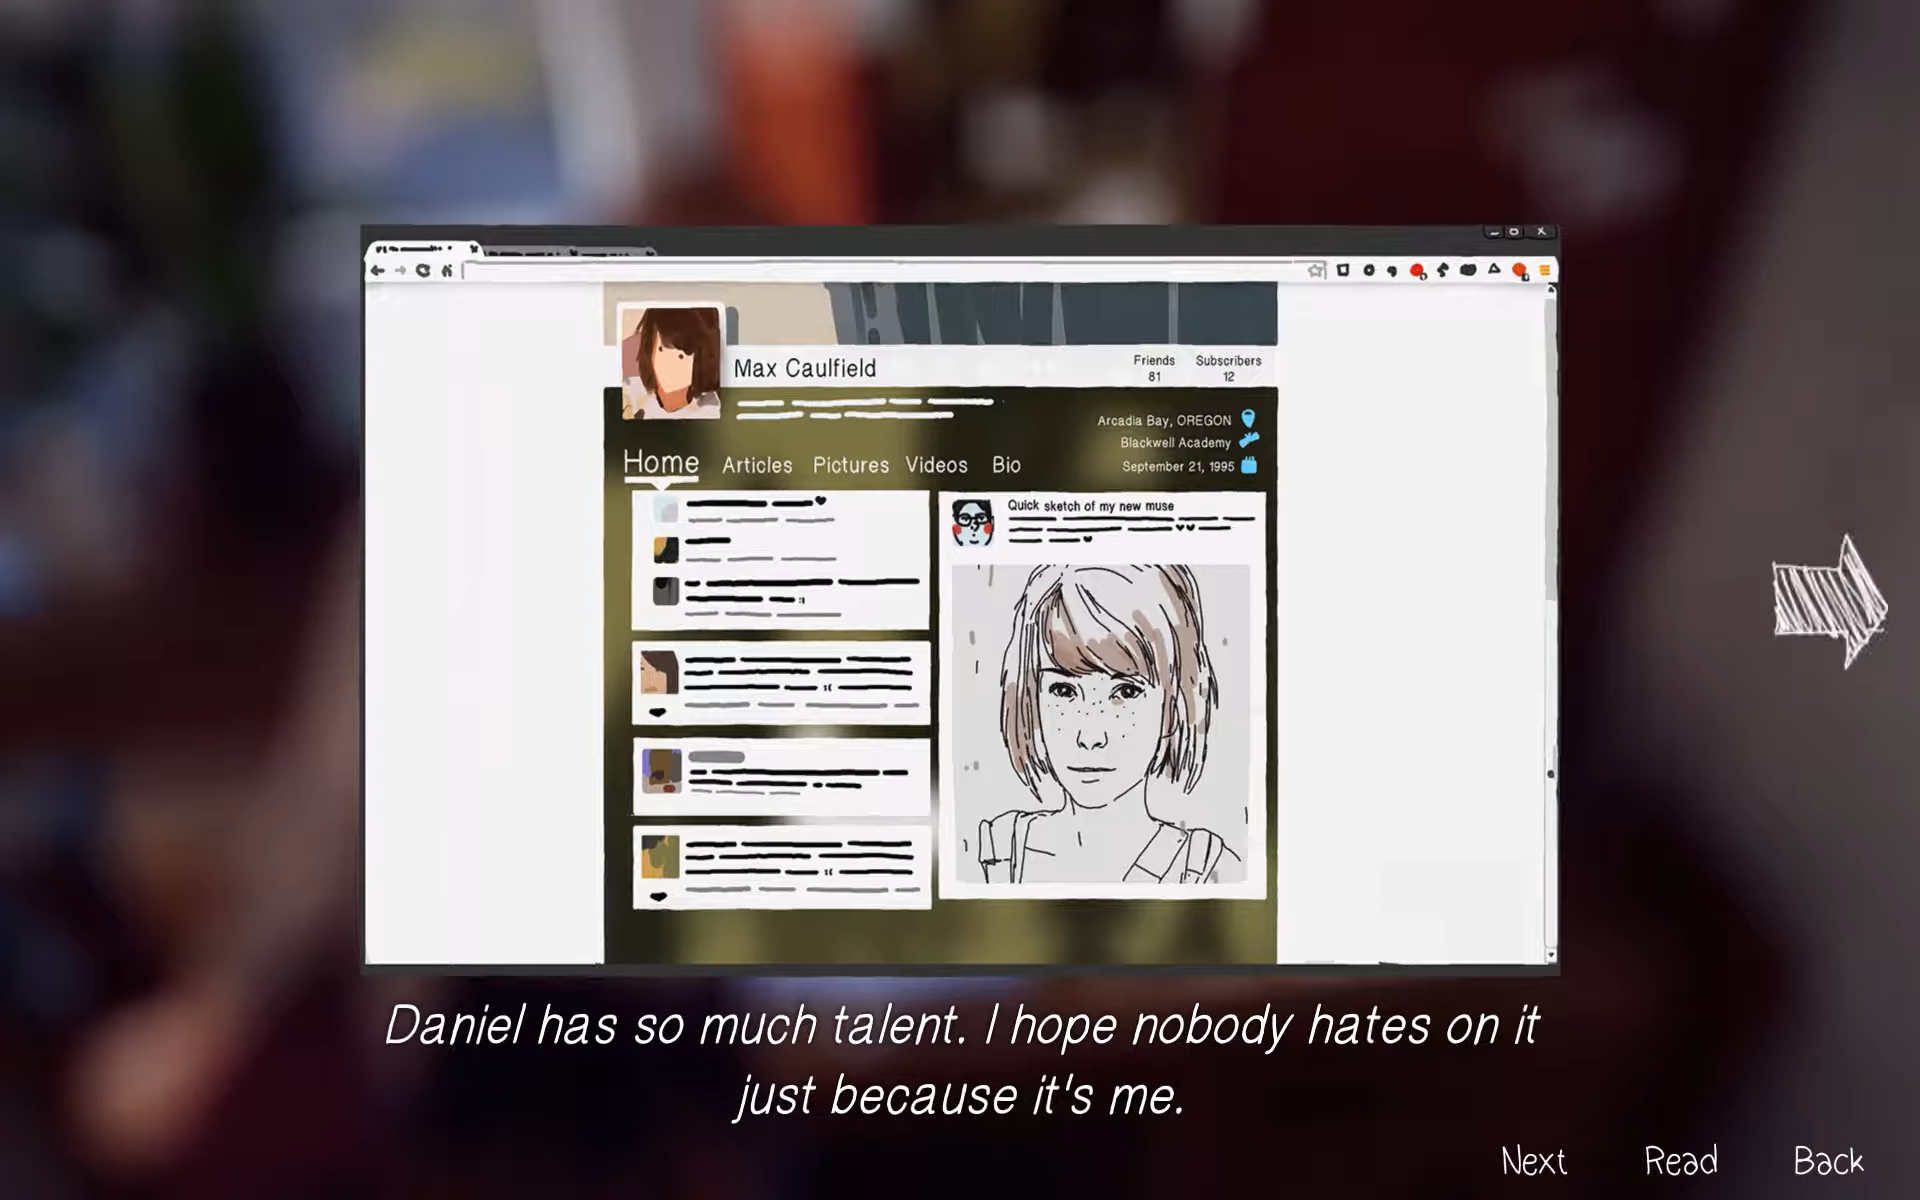 Max Caulfield
Friends
81
Subscribers
12
Arcadia Bay, OREGON
Blackwell Academy
September 21, 1995
Home Articles Pictures Videos Bio
Quick sketch of my new muse
Daniel has so much talent. I hope nobody hates on it
just because it's me.
Next Read Back